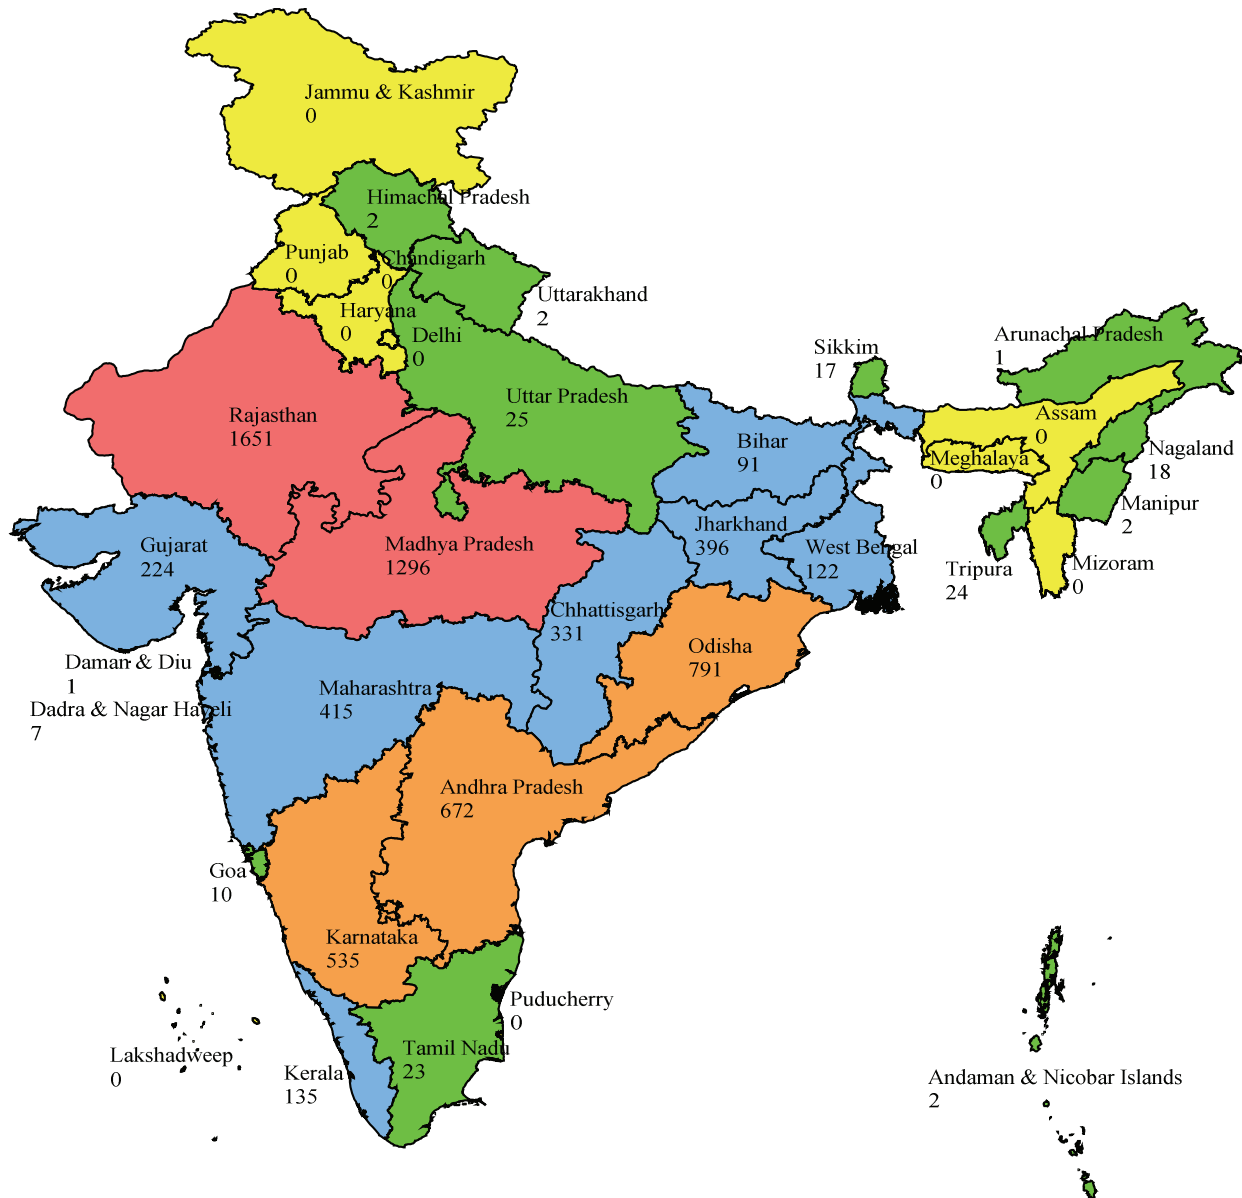 Jammu & Kashmir
0
Himachal Pradesh
2
Punjab
0
Chandigarh
0
Uttarakhand
2
Haryana
0
Delhi
0
Sikkim
17
Arunachal Pradesh
1
Rajasthan
1651
Uttar Pradesh
25
Bihar
91
Assam
0
Meghalaya
0
Nagaland
18
Manipur
2
Gujarat
224
Madhya Pradesh
1296
Jharkhand
396
West Bengal
122
Tripura
24
Mizoram
0
Chhattisgarh
331
Daman & Diu
1
Odisha
791
Dadra & Nagar Haveli
7
Maharashtra
415
Andhra Pradesh
672
Goa
10
Karnataka
535
Puducherry
0
Lakshadweep
0
Kerala
135
Tamil Nadu
23
Andaman & Nicobar Islands
2